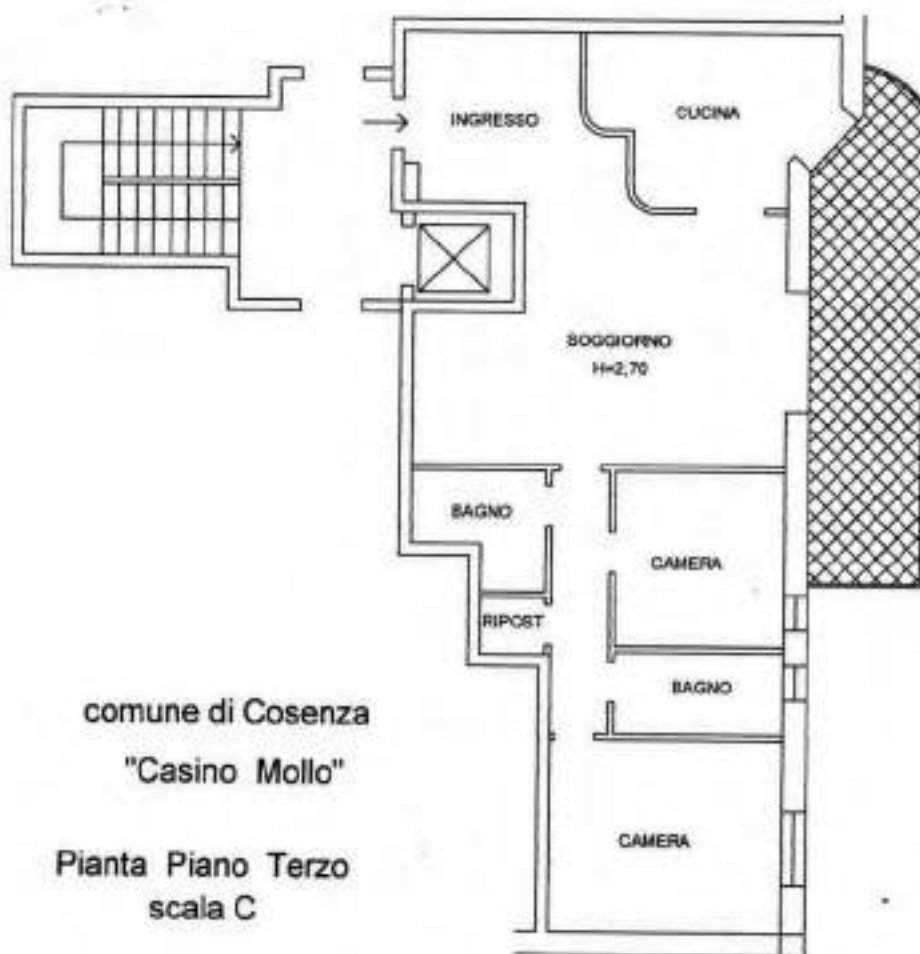 INGRESSO
CUCINA
SOGGIORNO
H=2,70
BAGNO
CAMERA
RIPOST
BAGNO
CAMERA
comune di Cosenza
"Casino Mollo"
Pianta Piano Terzo
scala C